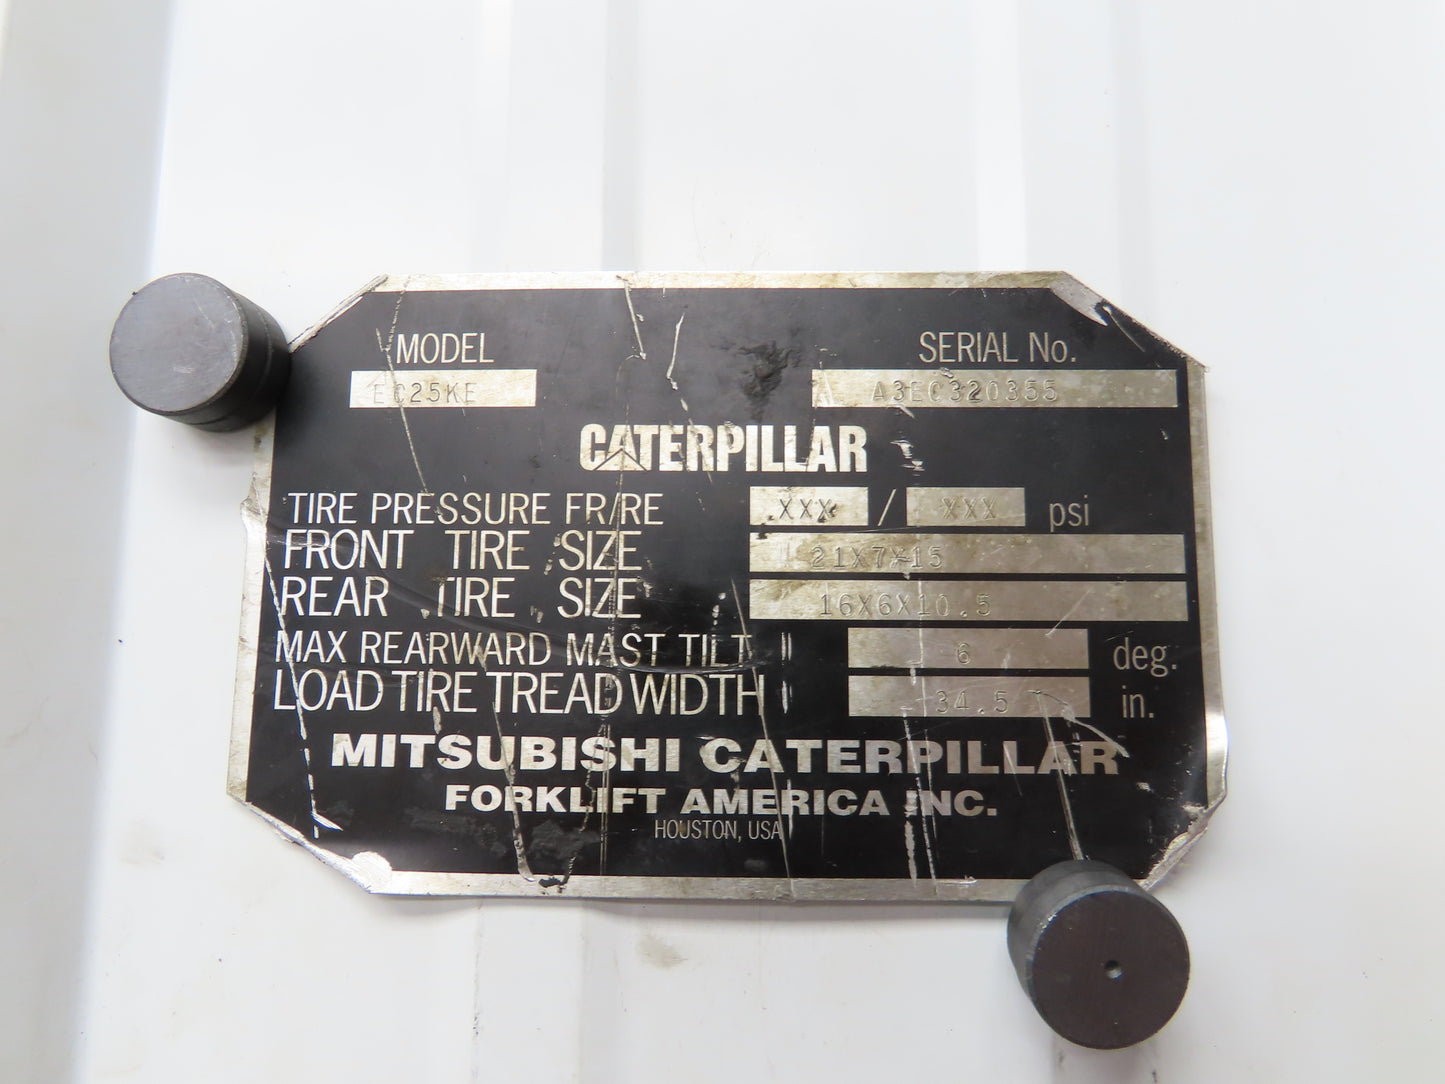 MODEL SERIAL No.
EC25KE A3EC320355
CATERPILLAR
TIRE PRESSURE FR/RE XXX / XXX psi
FRONT TIRE SIZE 21X7X15
REAR TIRE SIZE 16X6X10.5
MAX REARWARD MAST TILT 6 deg.
LOAD TIRE TREAD WIDTH 34.5 in.
MITSUBISHI CATERPILLAR
FORKLIFT AMERICA INC.
HOUSTON, USA